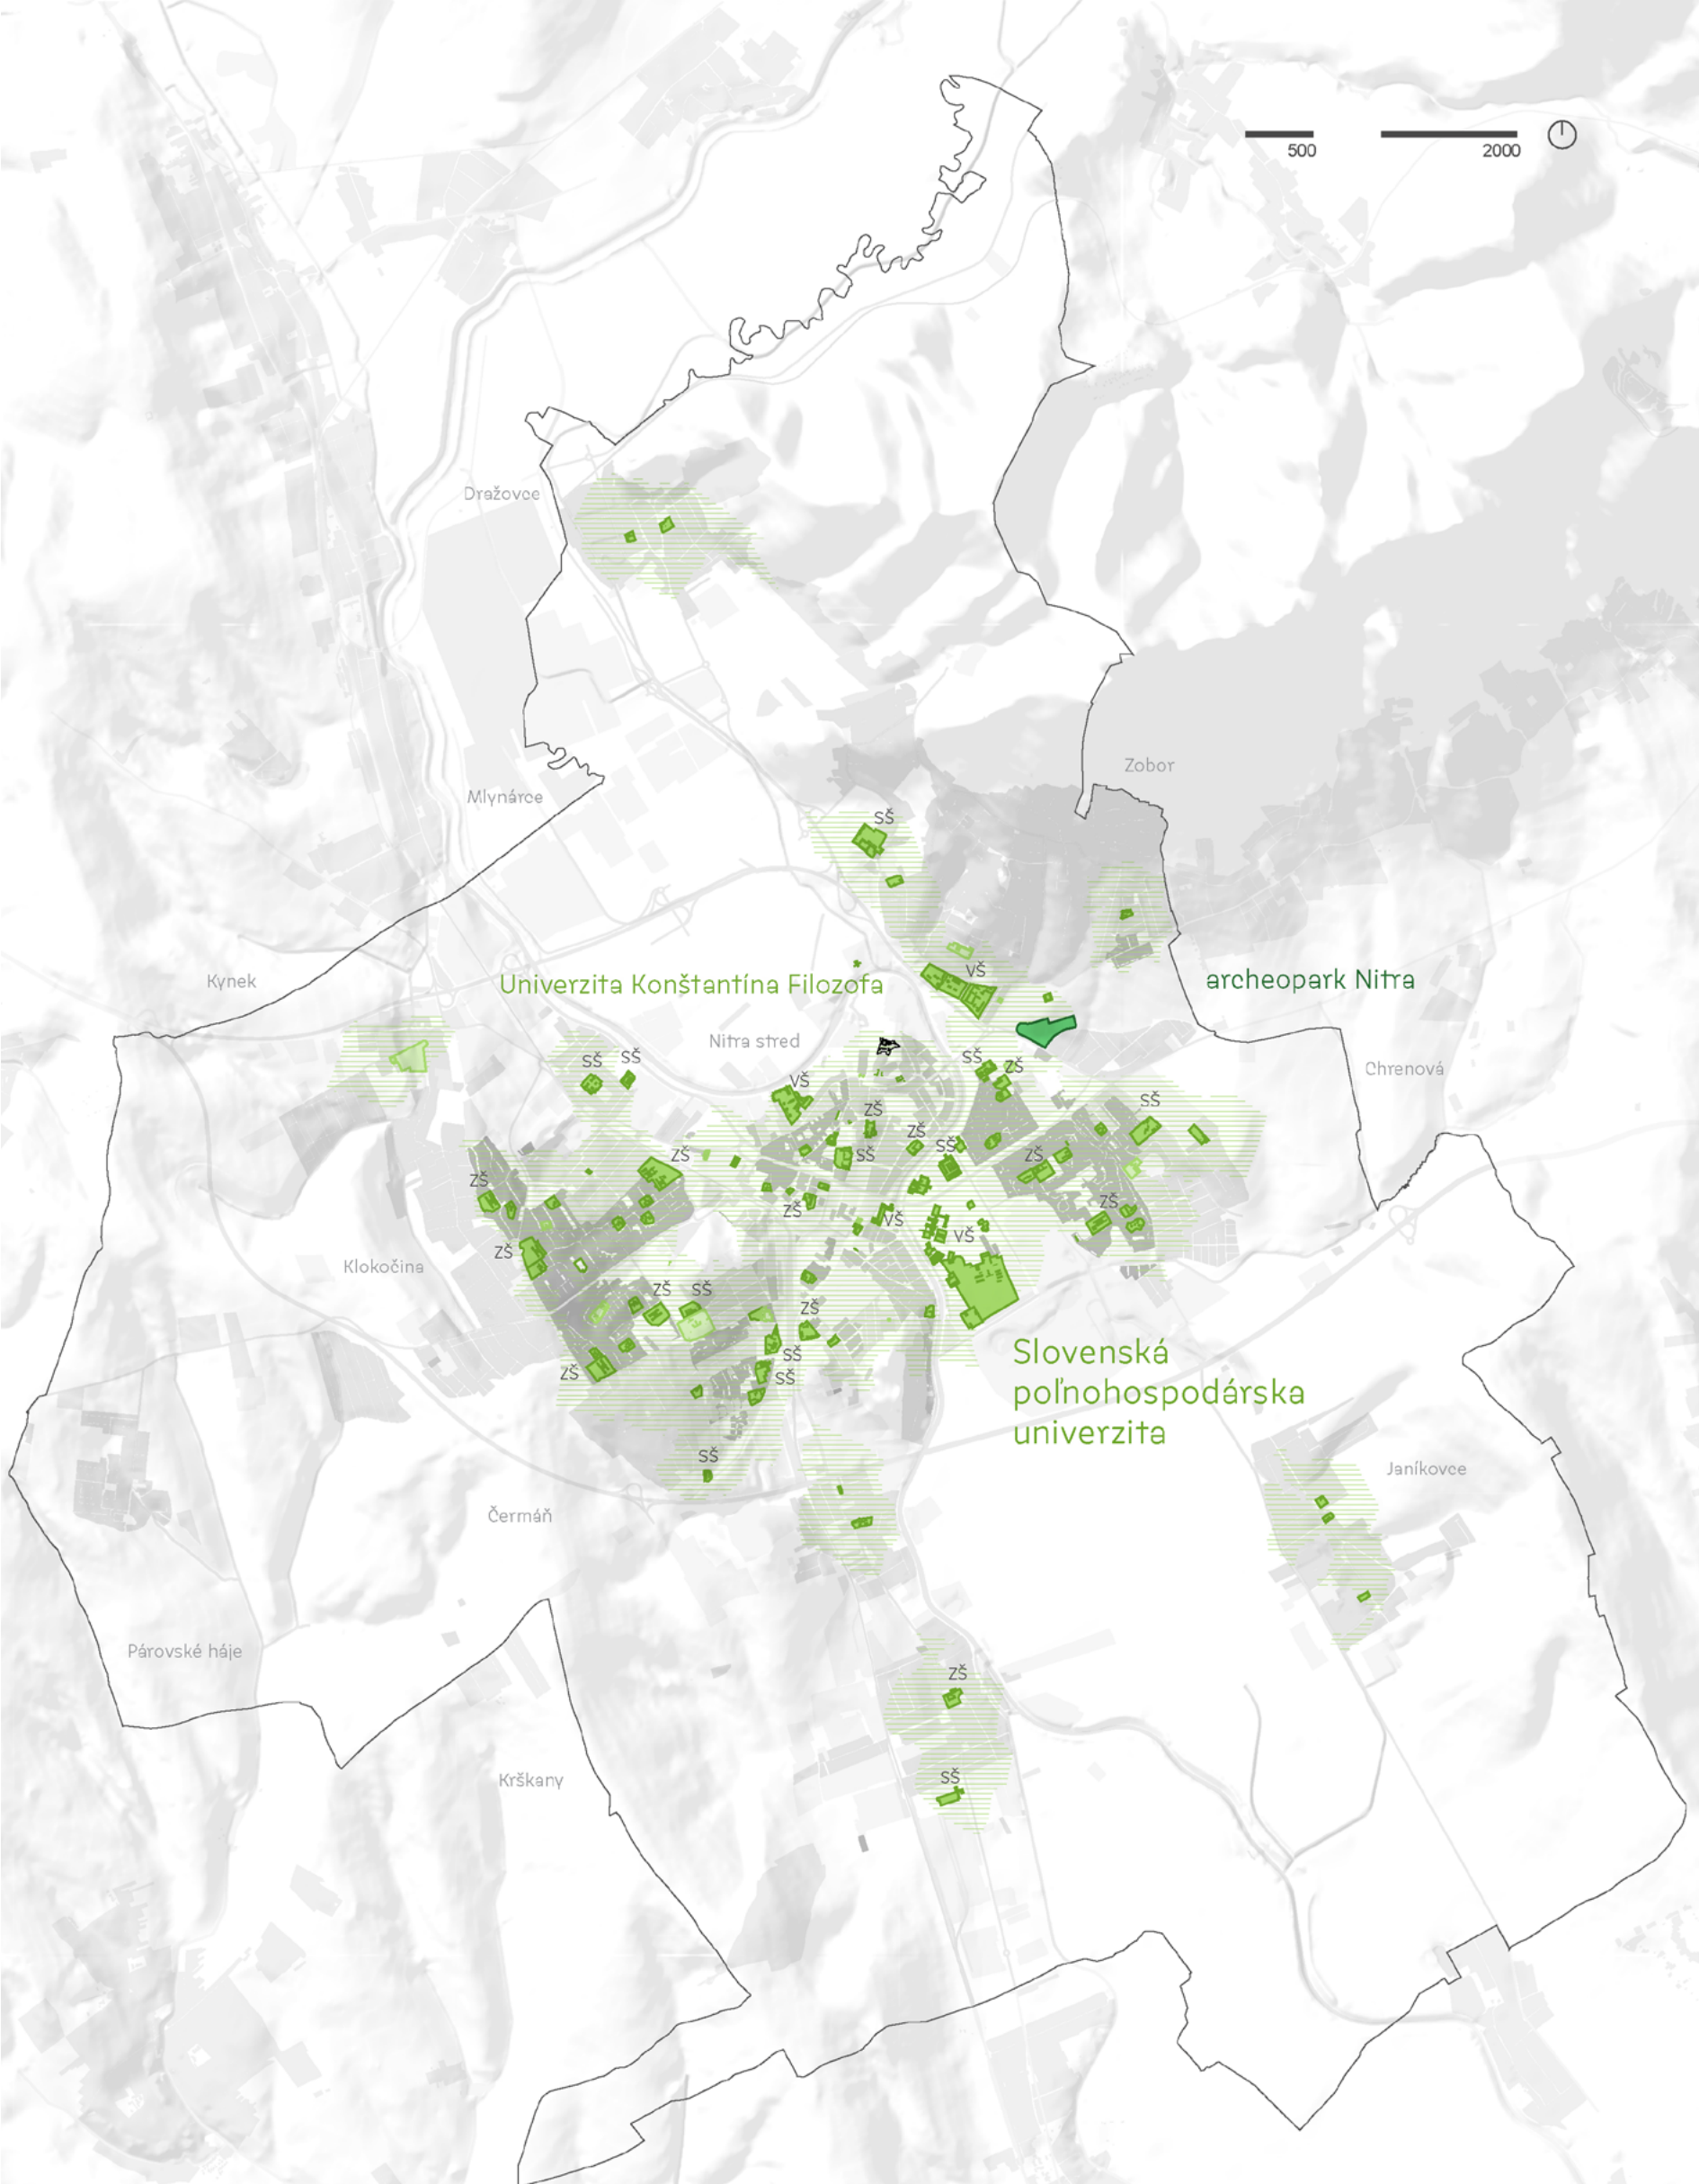 500
2000
Dražovce
Zobor
Mlynárce
SŠ
VŠ
Kynek
Univerzita Konštantína Filozofa
archeopark Nitra
Nitra stred
SŠ
SŠ
SŠ
ZŠ
Chrenová
VŠ
SŠ
ZŠ
ZŠ
SŠ
ZŠ
SŠ
ZŠ
ZŠ
ZŠ
ZŠ
VŠ
VŠ
ZŠ
Klokočina
ZŠ
SŠ
ZŠ
SŠ
ZŠ
SŠ
Slovenská
poľnohospodárska
univerzita
SŠ
Janíkovce
Čermáň
Párovské háje
ZŠ
SŠ
Krškany